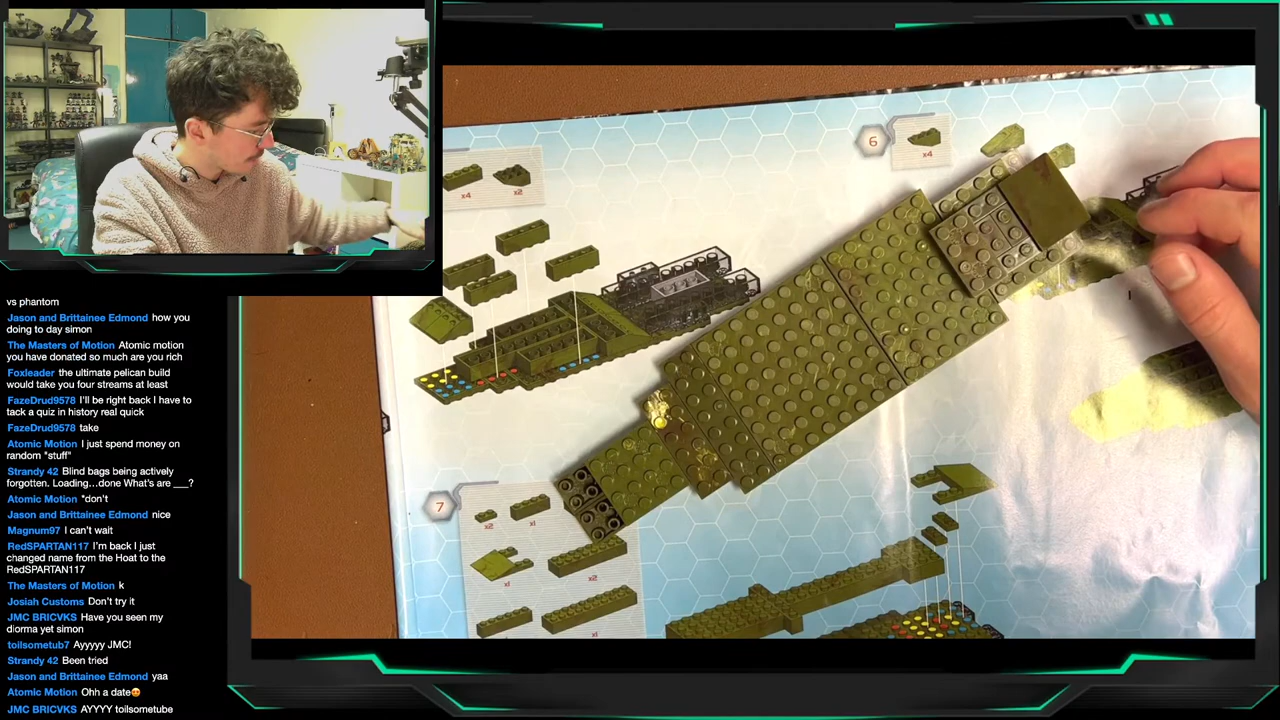 vs phantom
Jason and Brittainee Edmond how you
doing to day simon
The Masters of Motion Atomic motion
you have donated so much are you rich
Foxleader the ultimate pelican build
would take you four streams at least
FazeDrud9578 I'll be right back I have to
tack a quiz in history real quick
FazeDrud9578 take
Atomic Motion I just spend money on
random "stuff"
Strandy 42 Blind bags being actively
forgotten. Loading…done What's are ___?
Atomic Motion "don't
Jason and Brittainee Edmond nice
Magnum97 I can't wait
RedSPARTAN117 I'm back I just
changed name from the Hoat to the
RedSPARTAN117
The Masters of Motion k
Josiah Customs Don't try it
JMC BRICVKS Have you seen my
diorma yet simon
toilsometub7 Ayyyyy JMC!
Strandy 42 Been tried
Jason and Brittainee Edmond yaa
Atomic Motion Ohh a date😍
JMC BRICVKS AYYYY toilsometube
x4 x2
6
x4
7
x2 x1
x1 x2
x1